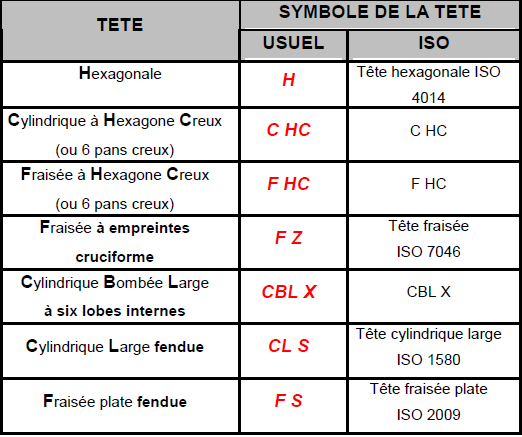 TETE
SYMBOLE DE LA TETE
USUEL
ISO
Hexagonale
H
Tête hexagonale ISO
4014
Cylindrique à Hexagone Creux
(ou 6 pans creux)
C HC
C HC
Fraisée à Hexagone Creux
(ou 6 pans creux)
F HC
F HC
Fraisée à empreintes
cruciforme
F Z
Tête fraisée
ISO 7046
Cylindrique Bombée Large
à six lobes internes
CBL X
CBL X
Cylindrique Large fendue
CL S
Tête cylindrique large
ISO 1580
Fraisée plate fendue
F S
Tête fraisée plate
ISO 2009